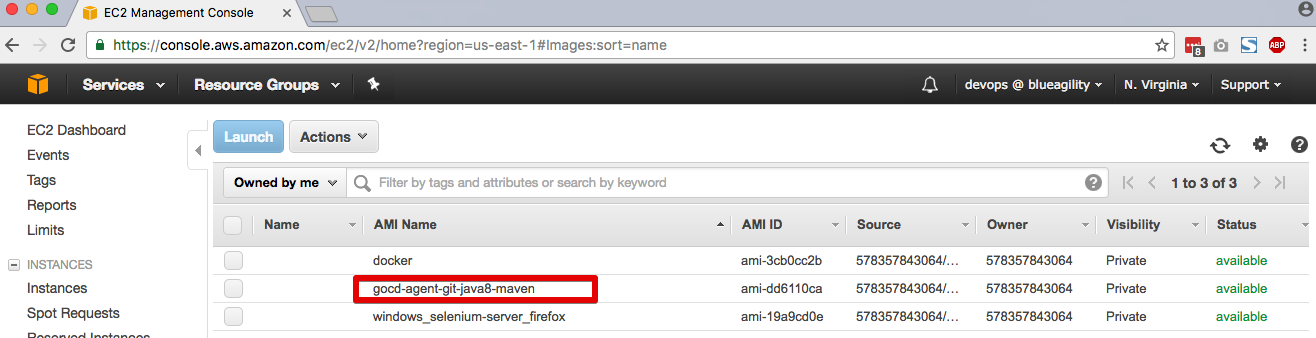 EC2 Management Console
https://console.aws.amazon.com/ec2/v2/home?region=us-east-1#Images:sort=name
8 S ABP
Services Resource Groups devops @ blueagility N. Virginia Support
EC2 Dashboard
Events
Tags
Reports
Limits
INSTANCES
Instances
Spot Requests
Reserved Instances
Launch Actions
Owned by me Filter by tags and attributes or search by keyword ? 1 to 3 of 3
Name AMI Name AMI ID Source Owner Visibility Status
docker ami-3cb0cc2b 578357843064/... 578357843064 Private available
gocd-agent-git-java8-maven ami-dd6110ca 578357843064/... 578357843064 Private available
windows_selenium-server_firefox ami-19a9cd0e 578357843064/... 578357843064 Private available